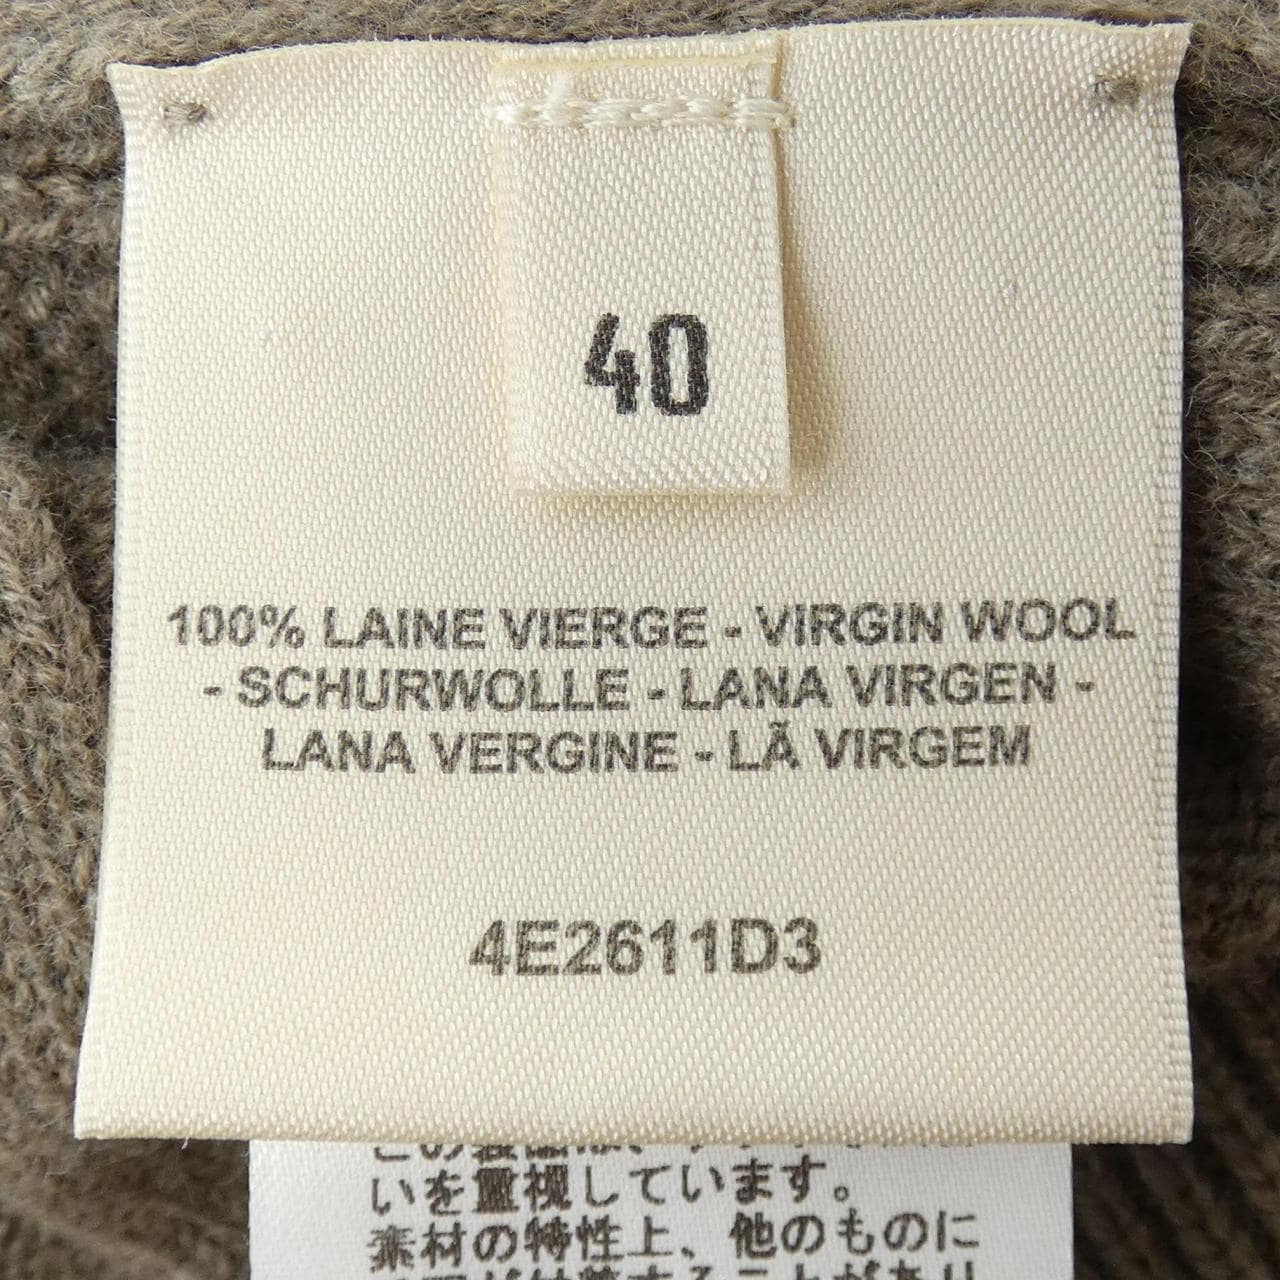 40
100% LAINE VIERGE - VIRGIN WOOL
- SCHURWOLLE - LANA VIRGEN -
LANA VERGINE - LÃ VIRGEM
4E2611D3
いを重視しています。
素材の特性上、他のものに